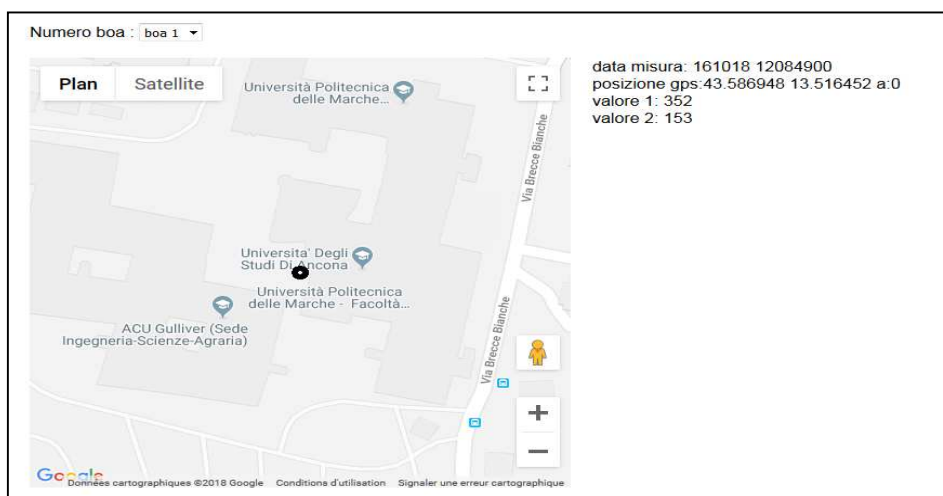 Numero boa : boa 1
Plan Satellite
Università Politecnica
delle Marche...
Via Brecce Bianche
Universita' Degli
Studi Di Ancona
Università Politecnica
delle Marche - Facoltà...
ACU Gulliver (Sede
Ingegneria-Scienze-Agraria)
Via Brecce Bianche
+
−
Google
Données cartographiques ©2018 Google Conditions d'utilisation Signaler une erreur cartographique
data misura: 161018 12084900
posizione gps:43.586948 13.516452 a:0
valore 1: 352
valore 2: 153